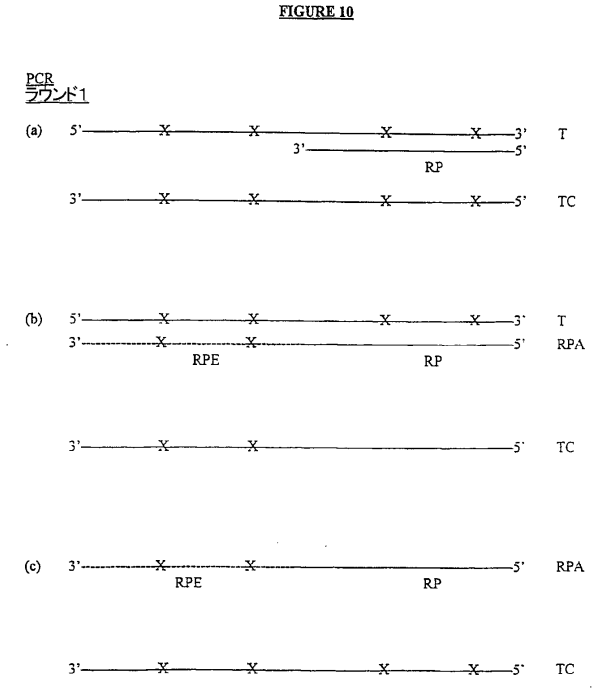 FIGURE 10
PCR
ラウンド1
(a) 5' X X X X 3' T
3' 5'
RP
3' X X X X 5' TC
(b) 5' X X X X 3' T
3' X X 5' RPA
RPE RP
3' X X 5' TC
(c) 3' X X 5' RPA
RPE RP
3' X X X X 5' TC